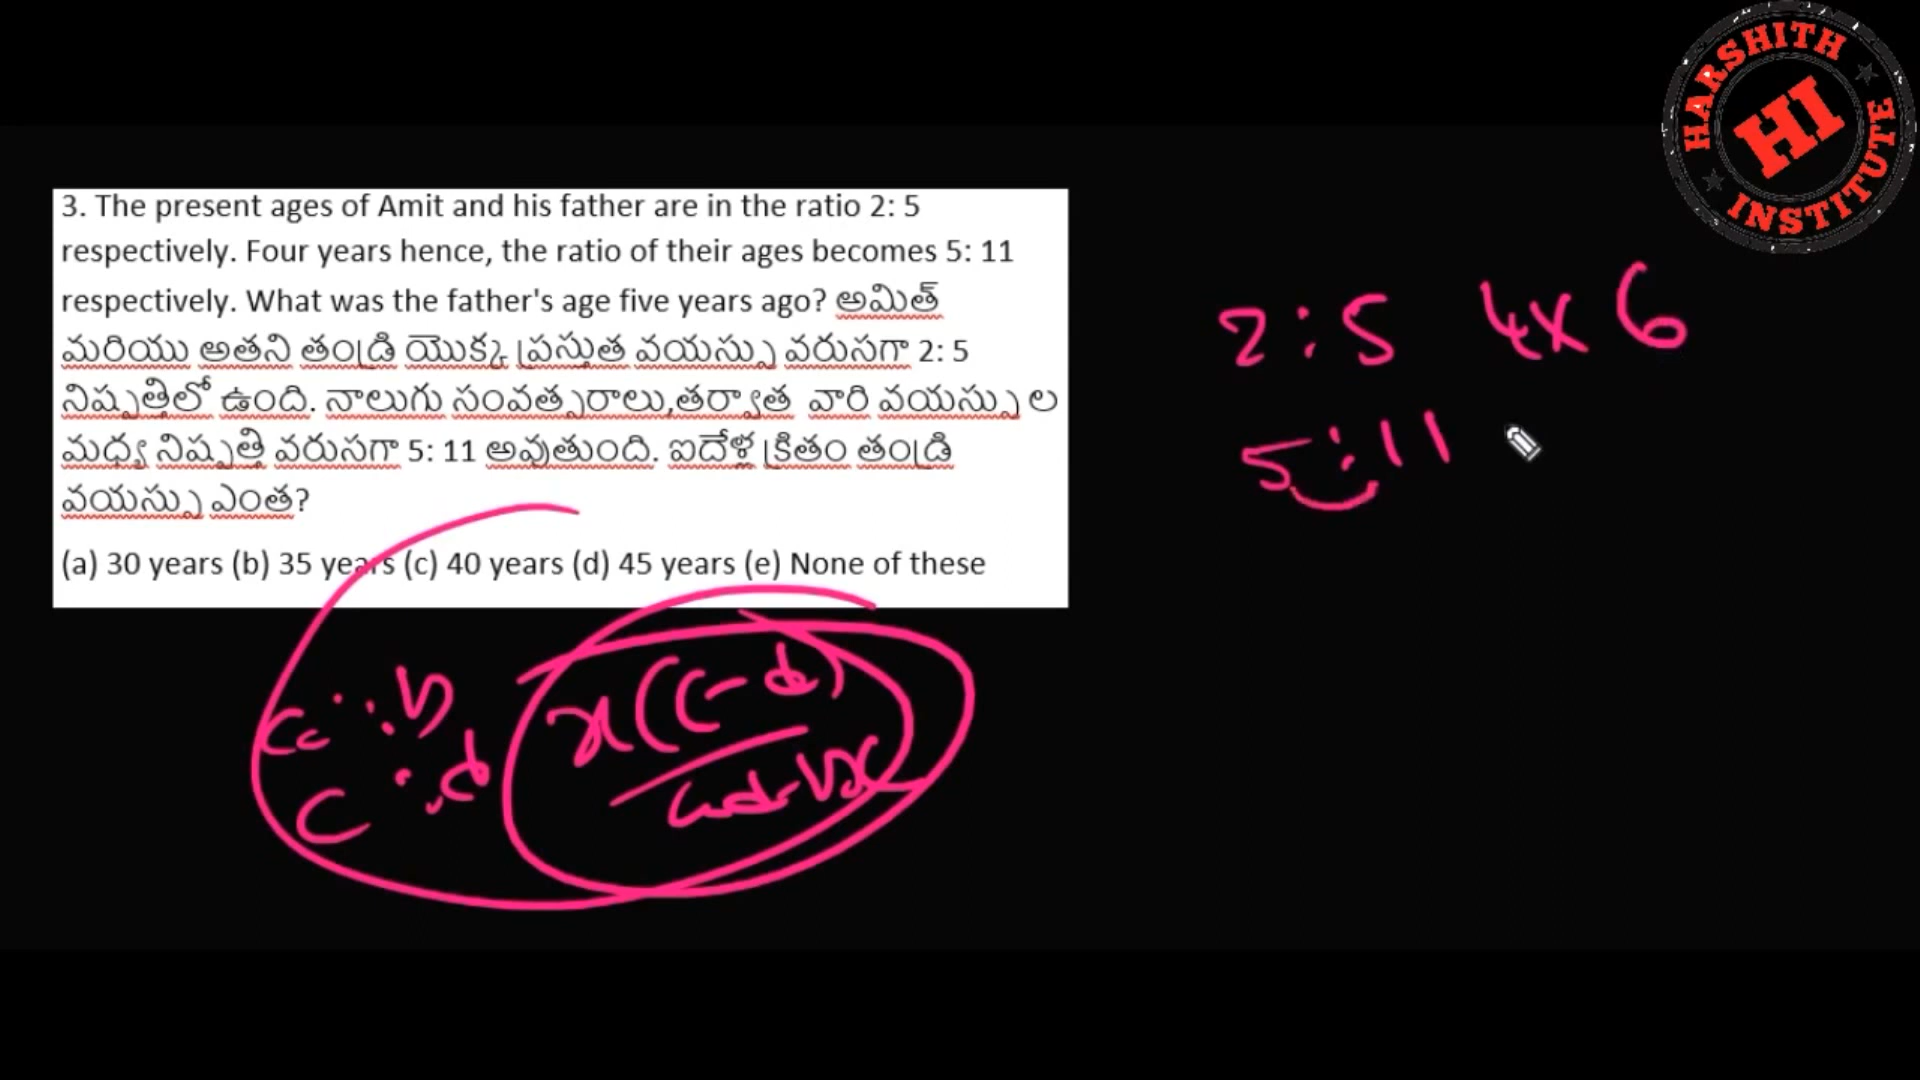 HARSHITH
HI
INSTITUTE
3. The present ages of Amit and his father are in the ratio 2: 5
respectively. Four years hence, the ratio of their ages becomes 5: 11
respectively. What was the father's age five years ago? అమిత్
మరియు అతని తండ్రి యొక్క ప్రస్తుత వయస్సు వరుసగా 2: 5
నిష్పత్తిలో ఉంది. నాలుగు సంవత్సరాలు,తర్వాత వారి వయస్సు ల
మధ్య నిష్పత్తి వరుసగా 5: 11 అవుతుంది. ఐదేళ్ల క్రితం తండ్రి
వయస్సు ఎంత?
(a) 30 years (b) 35 years (c) 40 years (d) 45 years (e) None of these
2:5 4x6
5:11
:b
C :d
x(c-d)
ad-bc